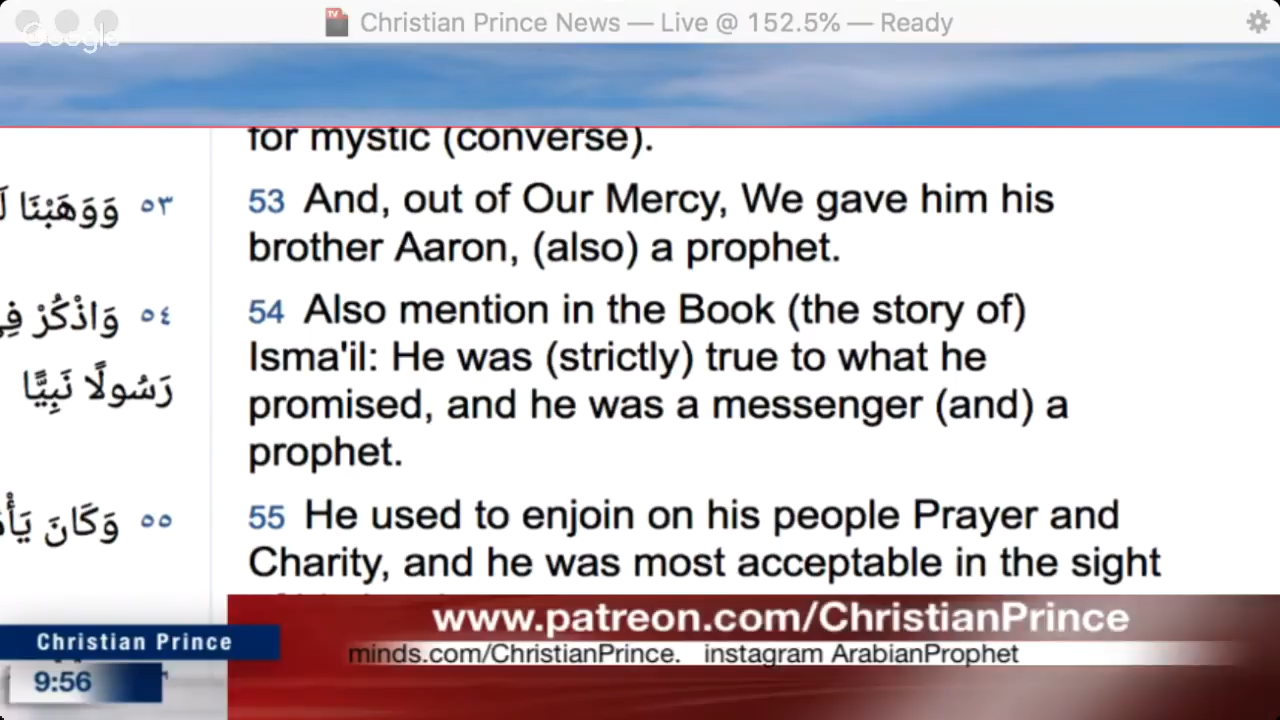 Google
TV
Christian Prince News — Live @ 152.5% — Ready
for mystic (converse).
٥٣ وَوَهَبْنَا
53 And, out of Our Mercy, We gave him his
brother Aaron, (also) a prophet.
٥٤ وَاذْكُرْ فِي
رَسُولًا نَبِيًّا
54 Also mention in the Book (the story of)
Isma'il: He was (strictly) true to what he
promised, and he was a messenger (and) a
prophet.
٥٥ وَكَانَ
55 He used to enjoin on his people Prayer and
Charity, and he was most acceptable in the sight
www.patreon.com/ChristianPrince
minds.com/ChristianPrince. instagram ArabianProphet
Christian Prince
9:56